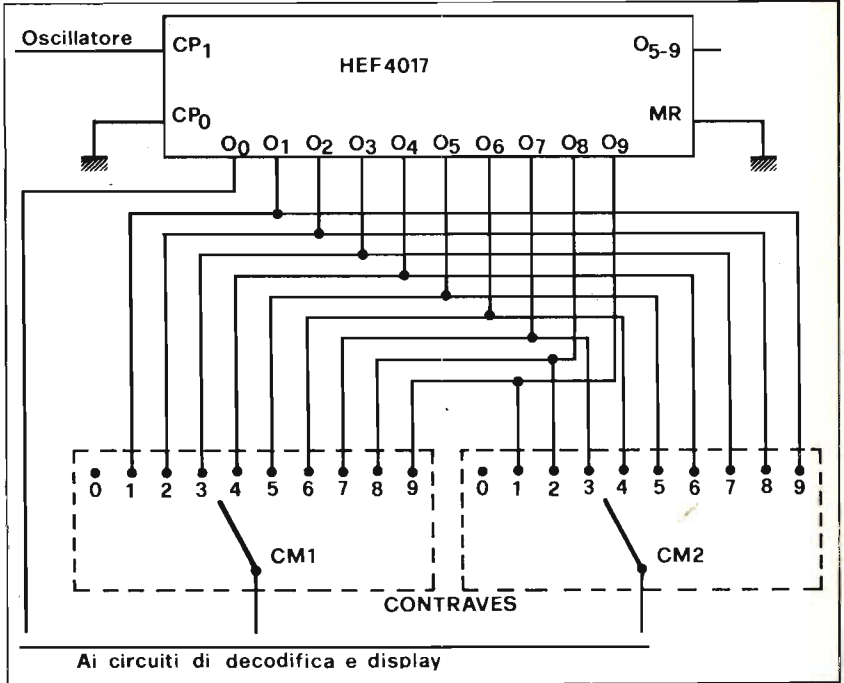 Oscillatore
CP1
HEF4017
O5-9
CP0
MR
O0 O1 O2 O3 O4 O5 O6 O7 O8 O9
0 1 2 3 4 5 6 7 8 9
0 1 2 3 4 5 6 7 8 9
CM1
CM2
CONTRAVES
Ai circuiti di decodifica e display